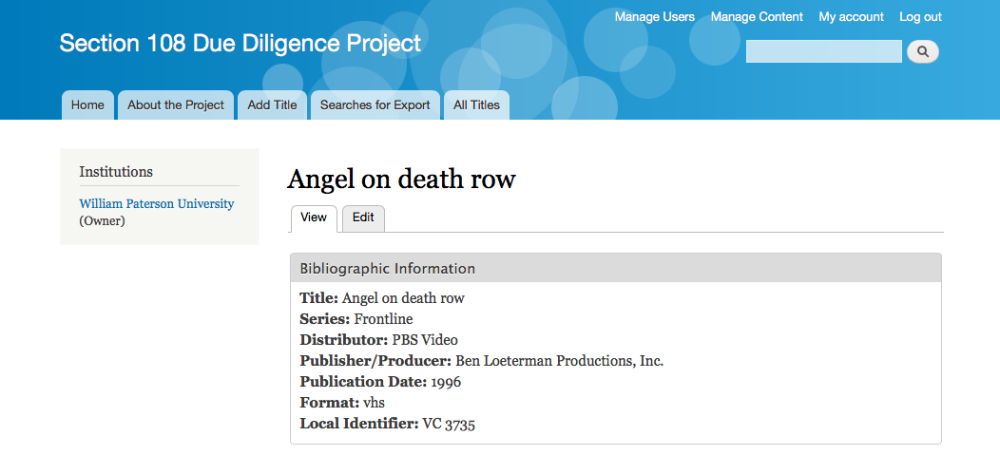 Manage Users Manage Content My account Log out
Section 108 Due Diligence Project
Home About the Project Add Title Searches for Export All Titles
Institutions
William Paterson University
(Owner)
Angel on death row
View Edit
Bibliographic Information
Title: Angel on death row
Series: Frontline
Distributor: PBS Video
Publisher/Producer: Ben Loeterman Productions, Inc.
Publication Date: 1996
Format: vhs
Local Identifier: VC 3735